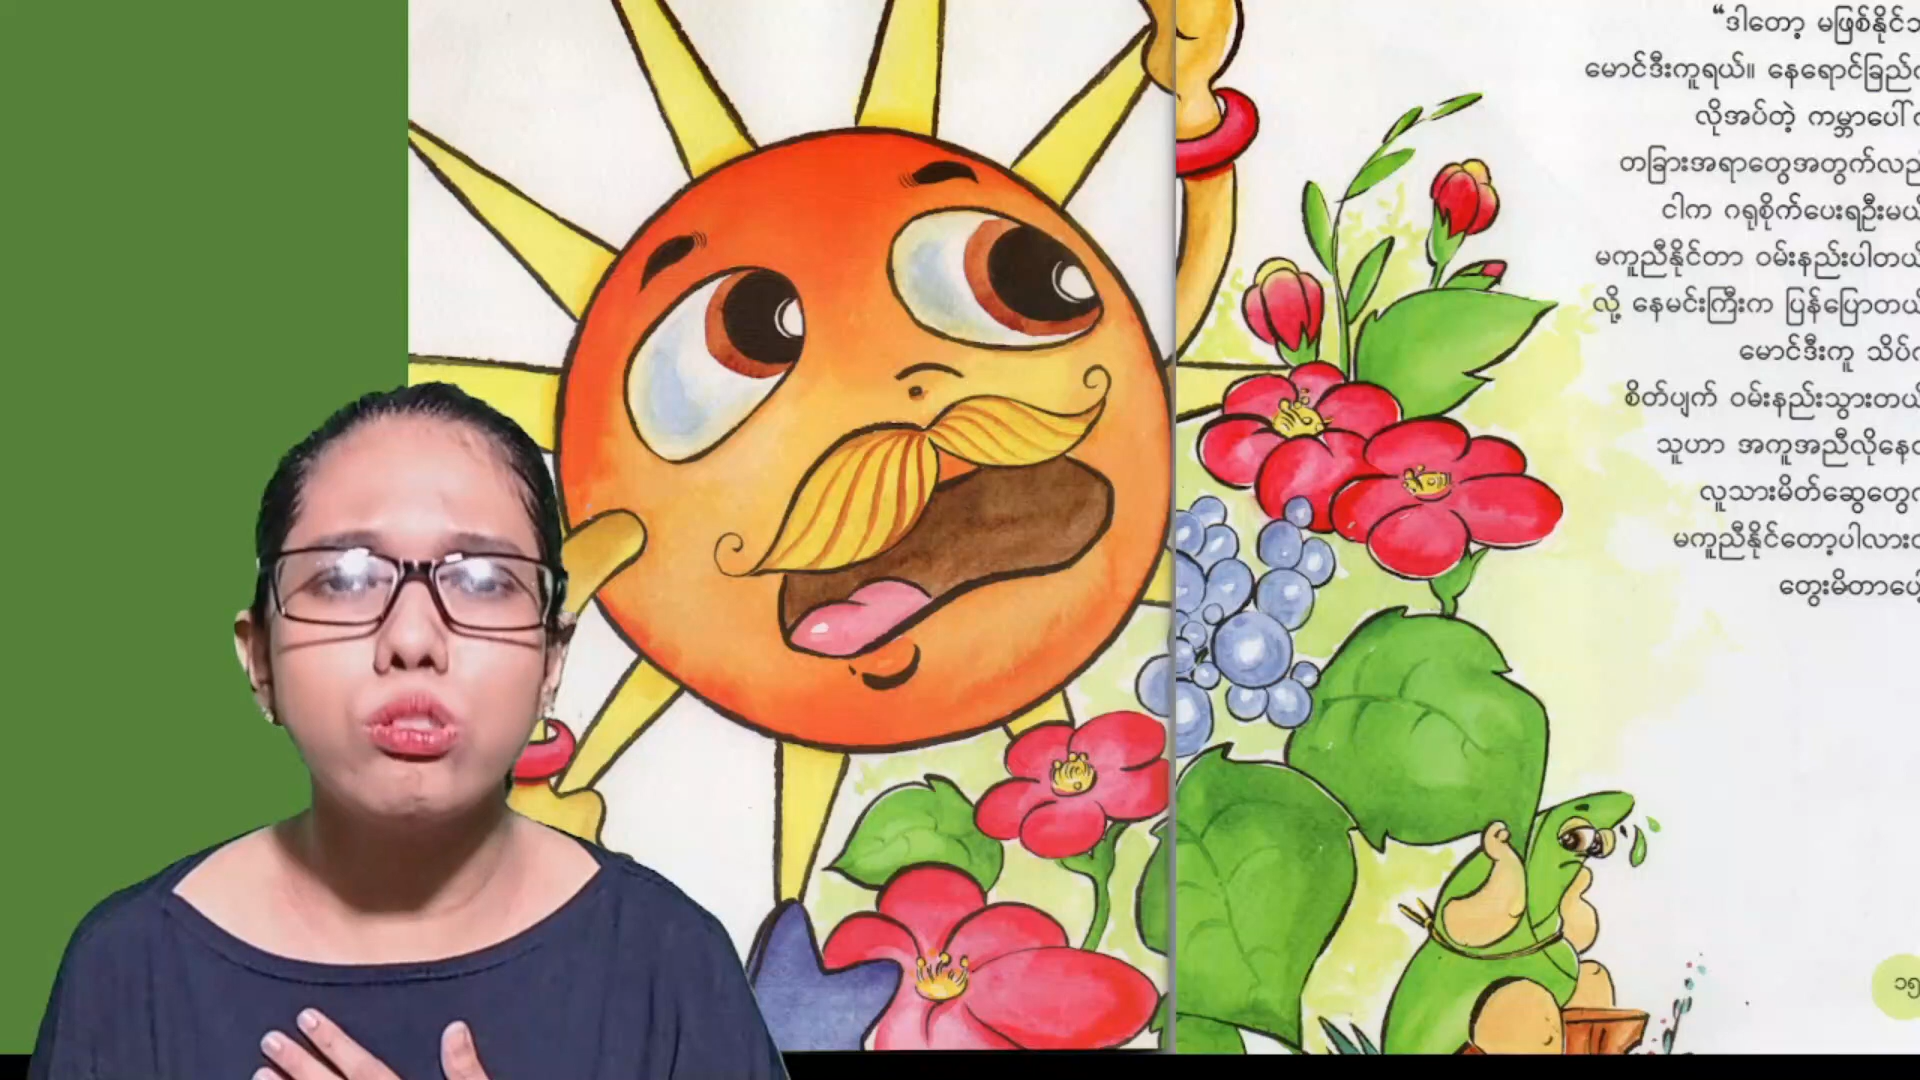 “ဒါတော့ မဖြစ်နိုင်
မောင်ဒီးကူရယ်။ နေရောင်ခြည်
လိုအပ်တဲ့ ကမ္ဘာပေါ်
တခြားအရာတွေအတွက်လည်
ငါက ဂရုစိုက်ပေးရဦးမယ်
မကူညီနိုင်တာ ဝမ်းနည်းပါတယ်
လို့ နေမင်းကြီးက ပြန်ပြောတယ်
မောင်ဒီးကူ သိပ်
စိတ်ပျက် ဝမ်းနည်းသွားတယ်
သူဟာ အကူအညီလိုနေ
လူသားမိတ်ဆွေတွေ
မကူညီနိုင်တော့ပါလား
တွေးမိတာပေါ့
၁၅